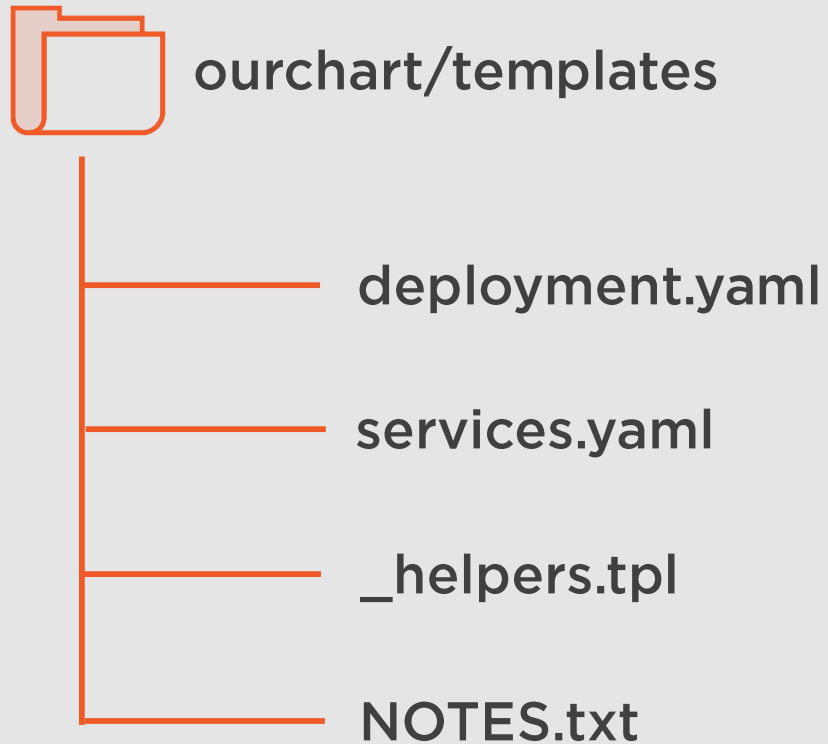 ourchart/templates
deployment.yaml
services.yaml
_helpers.tpl
NOTES.txt